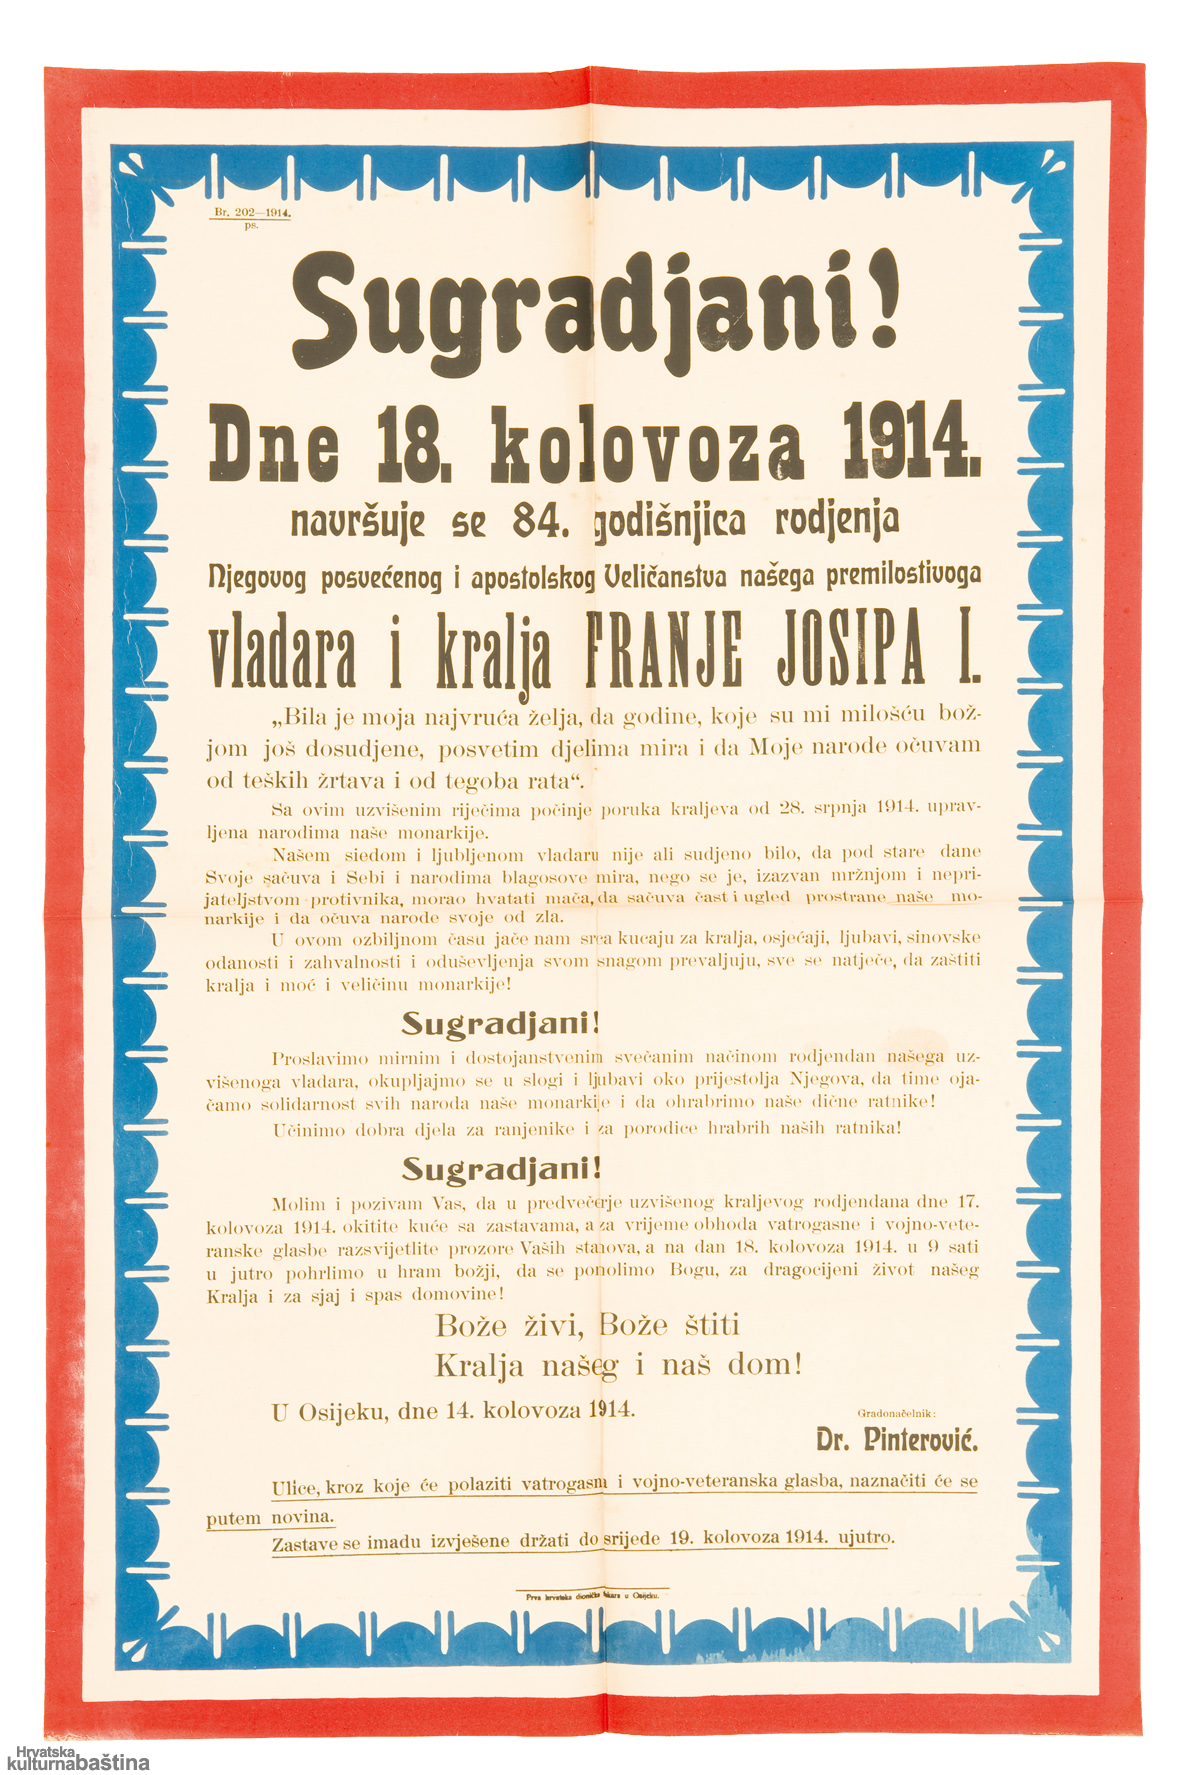 Br. 202—1914.
ps.
Sugradjani!
Dne 18. kolovoza 1914.
navršuje se 84. godišnjica rodjenja
Njegovog posvećenog i apostolskog Veličanstva našega premilostivoga
vladara i kralja FRANJE JOSIPA I.
„Bila je moja najvruća želja, da godine, koje su mi milošću bož-
jom još dosudjene, posvetim djelima mira i da Moje narode očuvam
od teških žrtava i od tegoba rata“.
Sa ovim uzvišenim riječima počinje poruka kraljeva od 28. srpnja 1914. uprav-
ljena narodima naše monarkije.
Našem siedom i ljubljenom vladaru nije ali sudjeno bilo, da pod stare dane
Svoje sačuva i Sebi i narodima blagosove mira, nego se je, izazvan mržnjom i nepri-
jateljstvom protivnika, morao hvatati mača, da sačuva čast i ugled prostrane naše mo-
narkije i da očuva narode svoje od zla.
U ovom ozbiljnom času jače nam srca kucaju za kralja, osjećaji, ljubavi, sinovske
odanosti i zahvalnosti i oduševljenja svom snagom prevaljuju, sve se natječe, da zaštiti
kralja i moć i veličinu monarkije!
Sugradjani!
Proslavimo mirnim i dostojanstvenim svečanim načinom rodjendan našega uz-
višenoga vladara, okupljajmo se u slogi i ljubavi oko prijestolja Njegova, da time oja-
čamo solidarnost svih naroda naše monarkije i da ohrabrimo naše dične ratnike!
Učinimo dobra djela za ranjenike i za porodice hrabrih naših ratnika!
Sugradjani!
Molim i pozivam Vas, da u predvečerje uzvišenog kraljevog rodjendana dne 17.
kolovoza 1914. okitite kuće sa zastavama, a za vrijeme obhoda vatrogasne i vojno-vete-
ranske glasbe razsvijetlite prozore Vaših stanova, a na dan 18. kolovoza 1914. u 9 sati
u jutro pohrlimo u hram božji, da se pomolimo Bogu, za dragocijeni život našeg
Kralja i za sjaj i spas domovine!
Bože živi, Bože štiti
Kralja našeg i naš dom!
U Osijeku, dne 14. kolovoza 1914.
Gradonačelnik:
Dr. Pinterović.
Ulice, kroz koje će polaziti vatrogasna i vojno-veteranska glasba, naznačiti će se
putem novina.
Zastave se imadu izvješene držati do srijede 19. kolovoza 1914. ujutro.
Prva hrvatska dionička tiskara u Osijeku.
Hrvatska
kulturnabaština